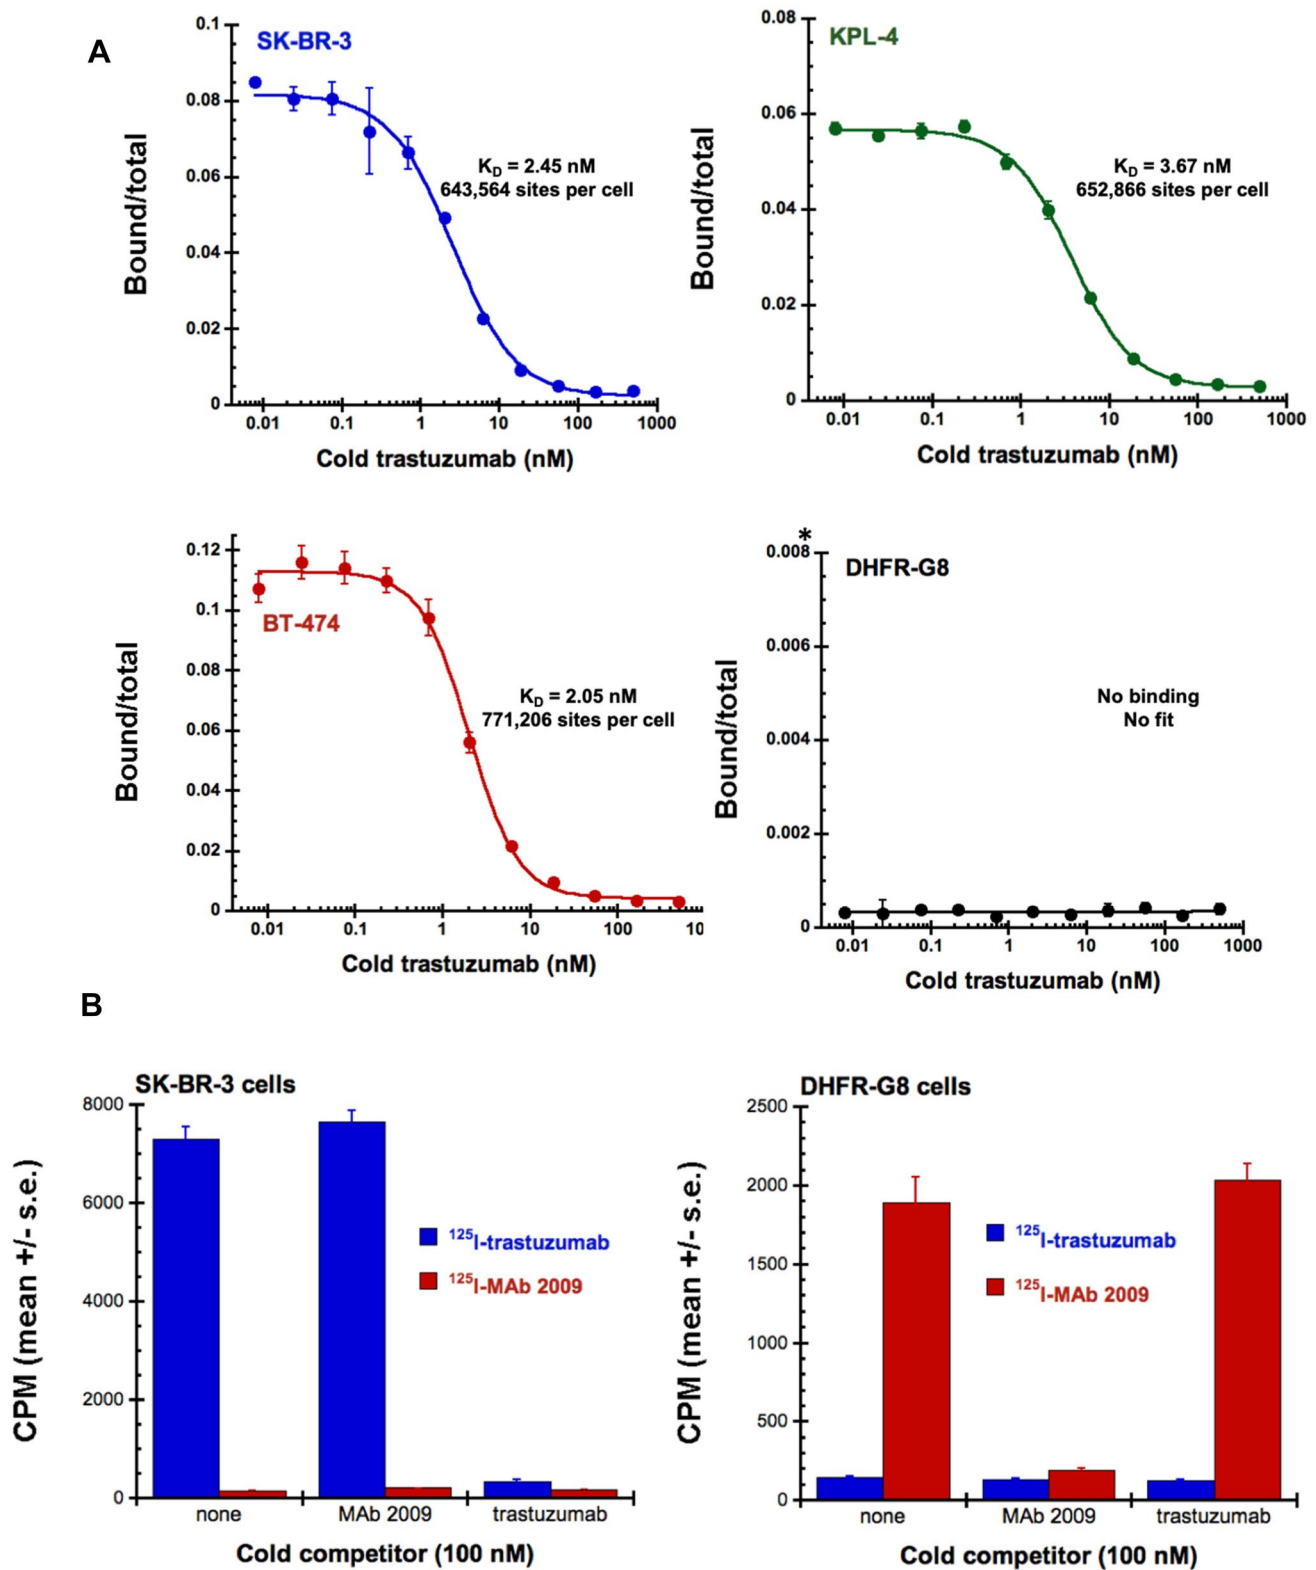 A
SK-BR-3
0.1
0.08
0.06
0.04
0.02
0
Bound/total
K_D = 2.45 nM
643,564 sites per cell
0.01 0.1 1 10 100 1000
Cold trastuzumab (nM)
KPL-4
0.08
0.06
0.04
0.02
0
Bound/total
K_D = 3.67 nM
652,866 sites per cell
0.01 0.1 1 10 100 1000
Cold trastuzumab (nM)
0.12
0.1
0.08
0.06
0.04
0.02
0
Bound/total
BT-474
K_D = 2.05 nM
771,206 sites per cell
0.01 0.1 1 10 100 10
Cold trastuzumab (nM)
*
0.008
0.006
0.004
0.002
0
Bound/total
DHFR-G8
No binding
No fit
0.01 0.1 1 10 100 1000
Cold trastuzumab (nM)
B
SK-BR-3 cells
8000
6000
4000
2000
0
CPM (mean +/- s.e.)
¹²⁵I-trastuzumab
¹²⁵I-MAb 2009
none MAb 2009 trastuzumab
Cold competitor (100 nM)
DHFR-G8 cells
2500
2000
1500
1000
500
0
CPM (mean +/- s.e.)
¹²⁵I-trastuzumab
¹²⁵I-MAb 2009
none MAb 2009 trastuzumab
Cold competitor (100 nM)